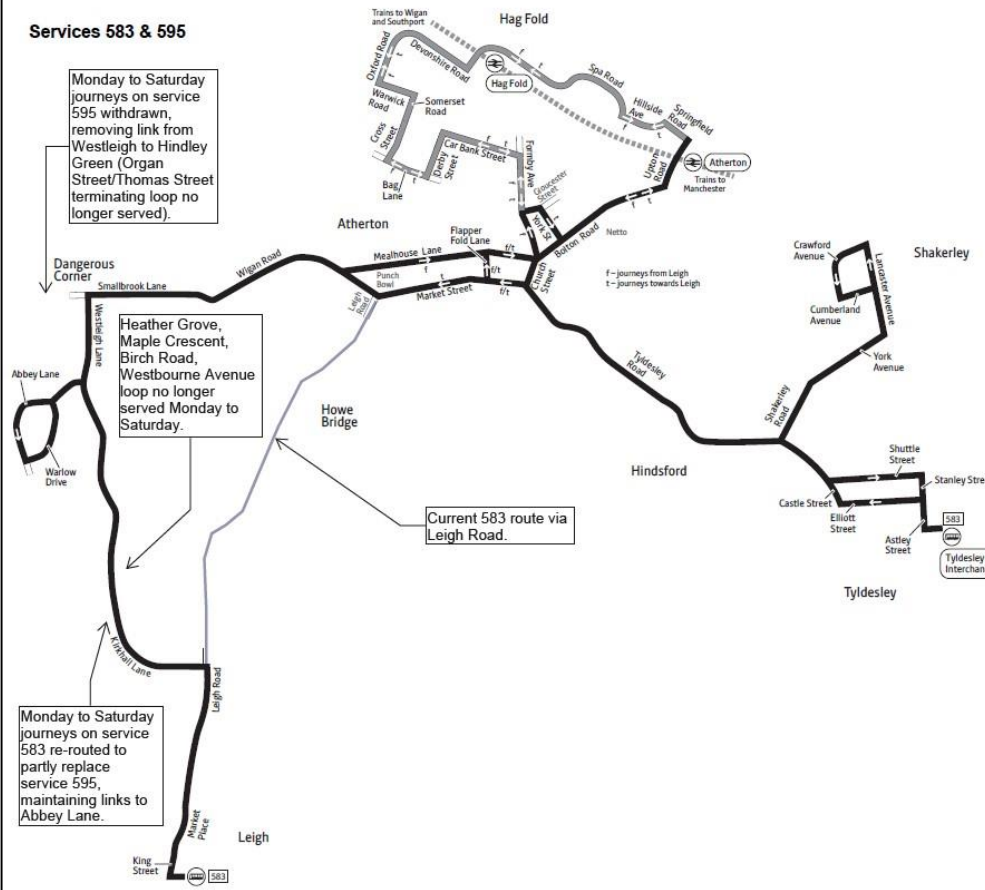 Services 583 & 595
Monday to Saturday
journeys on service
595 withdrawn,
removing link from
Westleigh to Hindley
Green (Organ
Street/Thomas Street
terminating loop no
longer served).
Trains to Wigan
and Southport
Hag Fold
Oxford Road
Devonshire Road
t
t
f
t
Hag Fold
Spa Road
Hillside
Ave
Springfield
Road
f
t
Warwick
Road
Somerset
Road
Cross
Street
t
Bag
Lane
Derby
Street
f
f
Car Bank Street
Formby Ave
Gloucester
Street
York St
Upton
Road
Atherton
Trains to
Manchester
f
t
Bolton Road
Netto
Atherton
Flapper
Fold Lane
Mealhouse Lane
f
f/t
f/t
f/t
t
Punch
Bowl
Market Street
Church
Street
Leigh
Road
f – journeys from Leigh
t – journeys towards Leigh
Wigan Road
Dangerous
Corner
Smallbrook Lane
Westleigh Lane
Crawford
Avenue
Shakerley
Lancaster Avenue
Cumberland
Avenue
York
Avenue
Heather Grove,
Maple Crescent,
Birch Road,
Westbourne Avenue
loop no longer
served Monday to
Saturday.
Abbey Lane
Warlow
Drive
Howe
Bridge
Tyldesley
Road
Shakerley
Road
Hindsford
Shuttle
Street
Stanley Stre
Castle Street
Elliott
Street
Astley
Street
583
Tyldesley
Interchan
Tyldesley
Current 583 route via
Leigh Road.
Kirkhall Lane
Leigh Road
Monday to Saturday
journeys on service
583 re-routed to
partly replace
service 595,
maintaining links to
Abbey Lane.
Market
Place
Leigh
King
Street
583